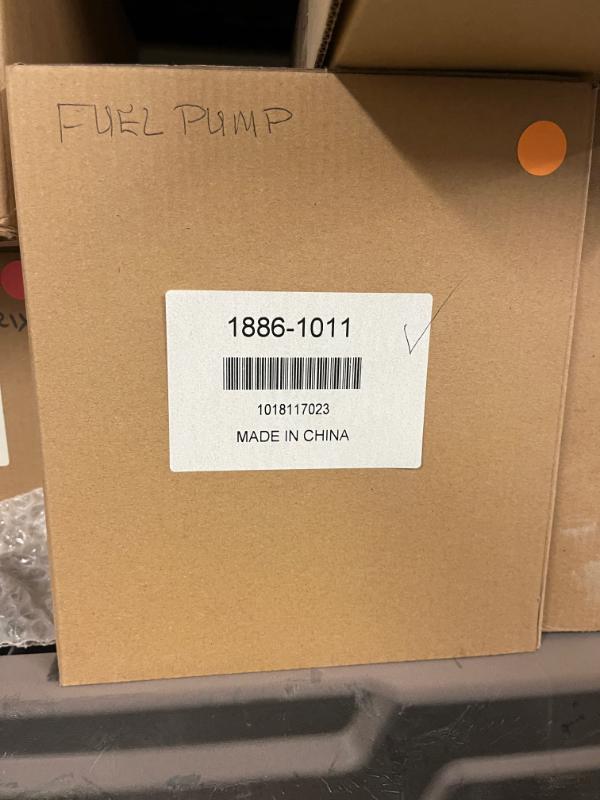 FUEL PUMP
1886-1011
1018117023
MADE IN CHINA